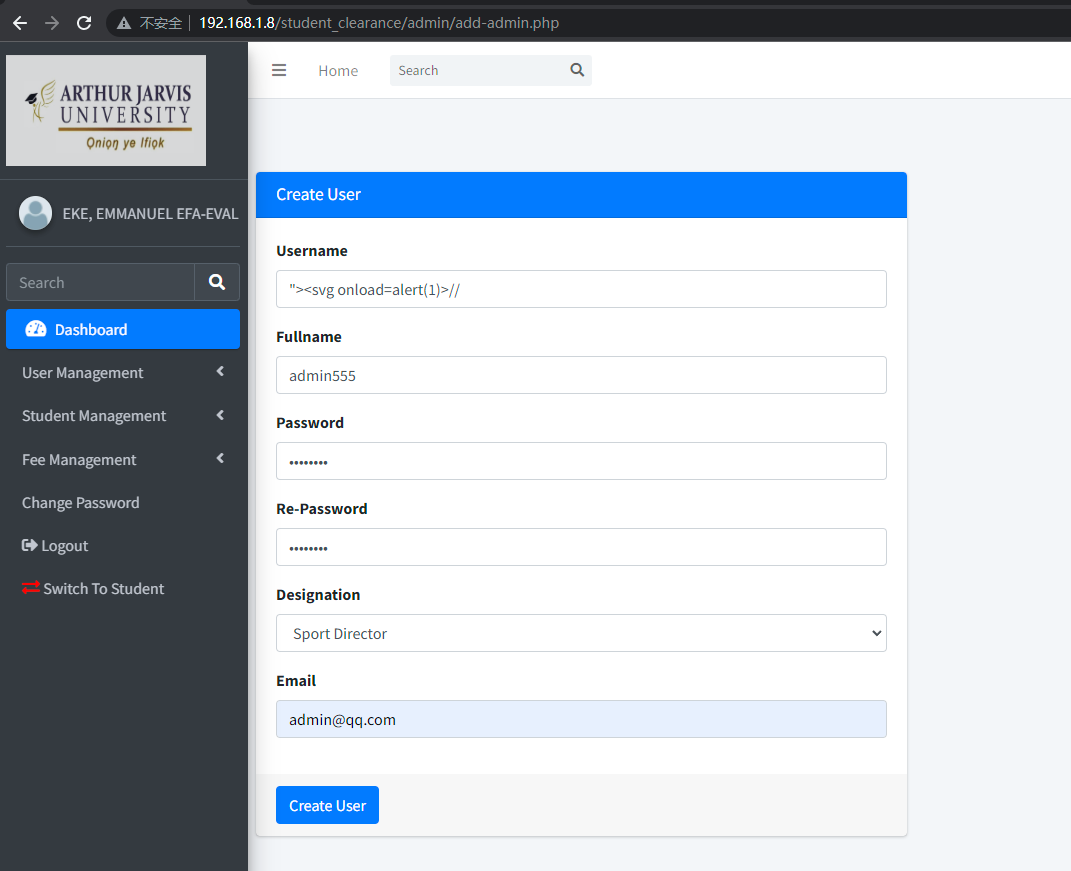 不安全 192.168.1.8/student_clearance/admin/add-admin.php
ARTHUR JARVIS
UNIVERSITY
Ọniọn ye Ifiọk
Home
Search
EKE, EMMANUEL EFA-EVAL
Search
Dashboard
User Management
Student Management
Fee Management
Change Password
Logout
Switch To Student
Create User
Username
"><svg onload=alert(1)>//
Fullname
admin555
Password
••••••••
Re-Password
••••••••
Designation
Sport Director
Email
admin@qq.com
Create User